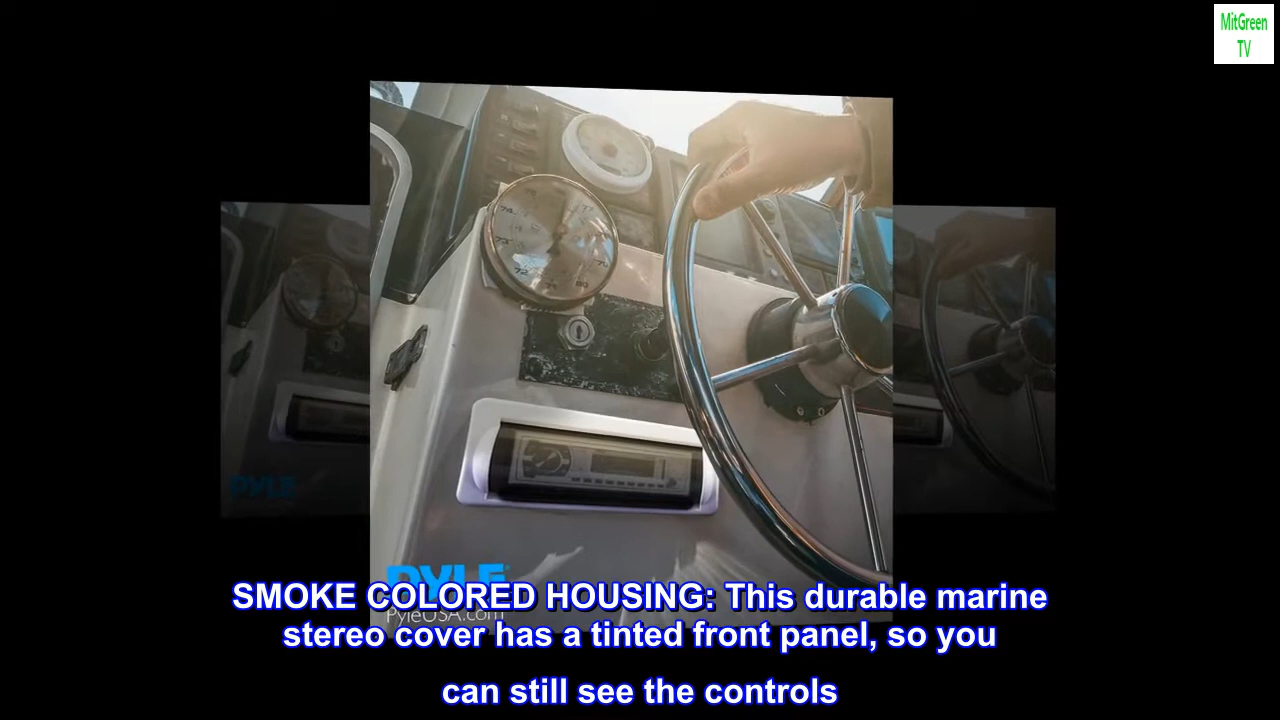 MitGreen
TV
PYLE
PyleUSA.com
SMOKE COLORED HOUSING: This durable marine
stereo cover has a tinted front panel, so you
can still see the controls